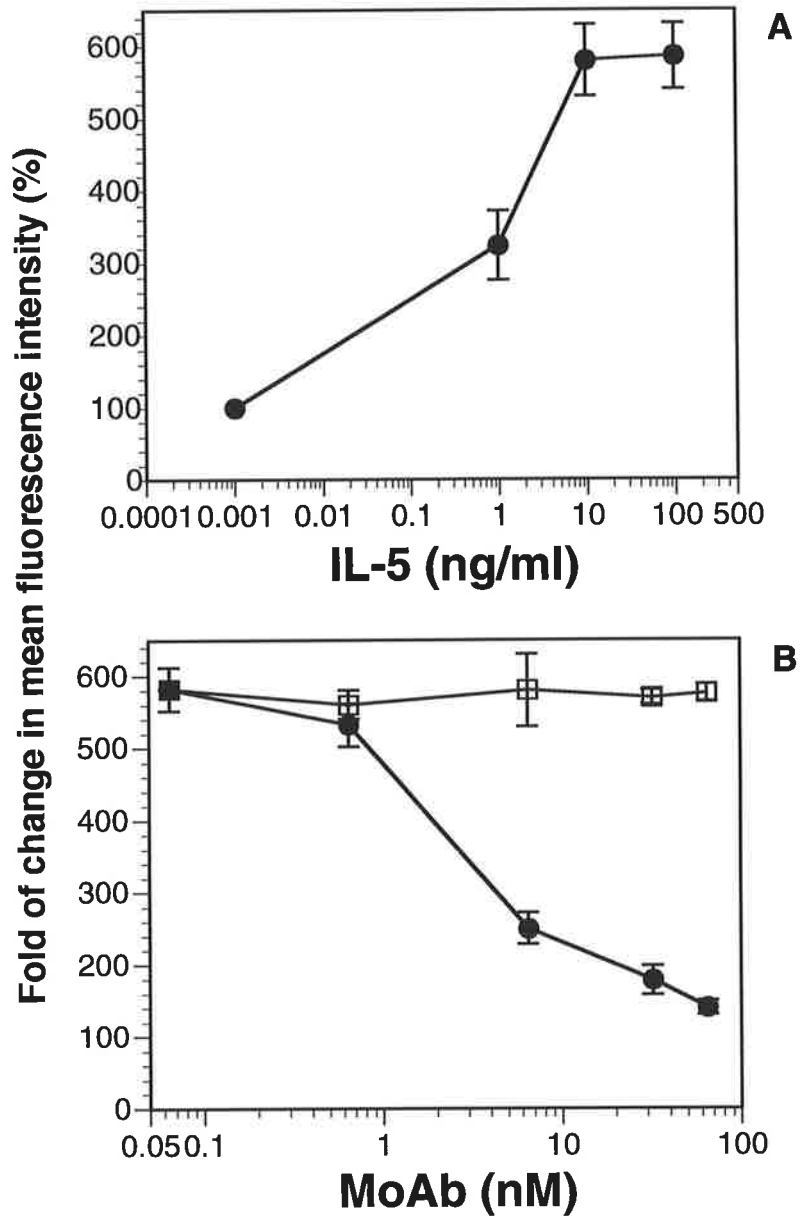 Fold of change in mean fluorescence intensity (%)
A
600
500
400
300
200
100
0
0.0001 0.001 0.01 0.1 1 10 100 500
IL-5 (ng/ml)
B
600
500
400
300
200
100
0
0.05 0.1 1 10 100
MoAb (nM)